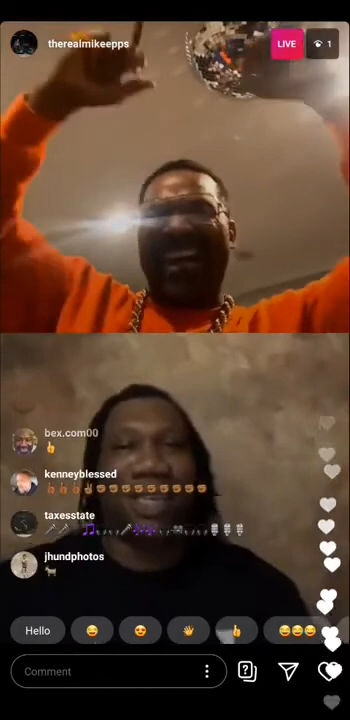 therealmikeepps
LIVE
1
bex.com00
kenneyblessed
taxesstate
jhundphotos
Hello
Comment